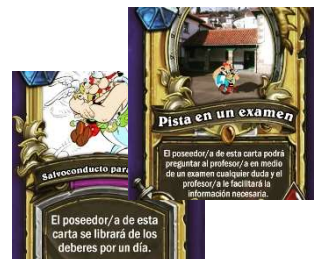 Pista en un examen
El poseedor/a de esta carta podrá
preguntar al profesor/a en medio
de un examen cualquier duda y el
profesor/a le facilitará la
información necesaria.
Salvoconducto para
El poseedor/a de esta
carta se librará de los
deberes por un día.